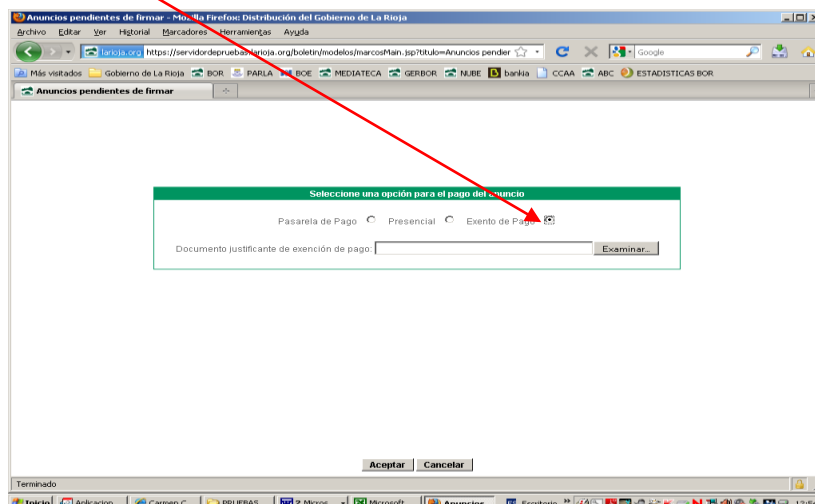 Anuncios pendientes de firmar - Mozilla Firefox: Distribución del Gobierno de La Rioja
Archivo Editar Ver Historial Marcadores Herramientas Ayuda
larioja.org https://servidordepruebas.larioja.org/boletin/modelos/marcosMain.jsp?titulo=Anuncios pendier Google
Más visitados Gobierno de La Rioja BOR PARLA BOE MEDIATECA GERBOR NUBE bankia CCAA ABC ESTADISTICAS BOR
Anuncios pendientes de firmar
Seleccione una opción para el pago del anuncio
Pasarela de Pago Presencial Exento de Pago
Documento justificante de exención de pago: Examinar...
Aceptar Cancelar
Terminado
Inicio Aplicacion Carmen C PRUEBAS 2 Micros Microsoft Anuncios Escritorio